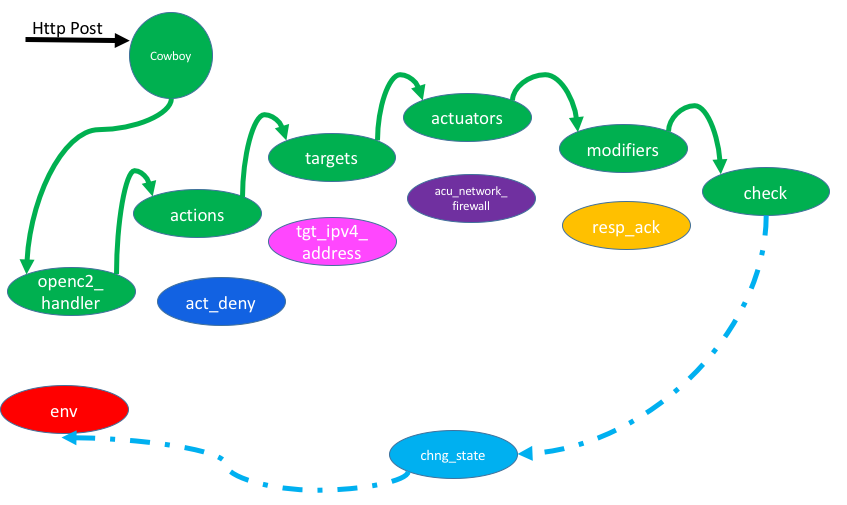 Http Post
Cowboy
actuators
targets
modifiers
check
actions
acu_network_
firewall
tgt_ipv4_
address
resp_ack
openc2_
handler
act_deny
env
chng_state